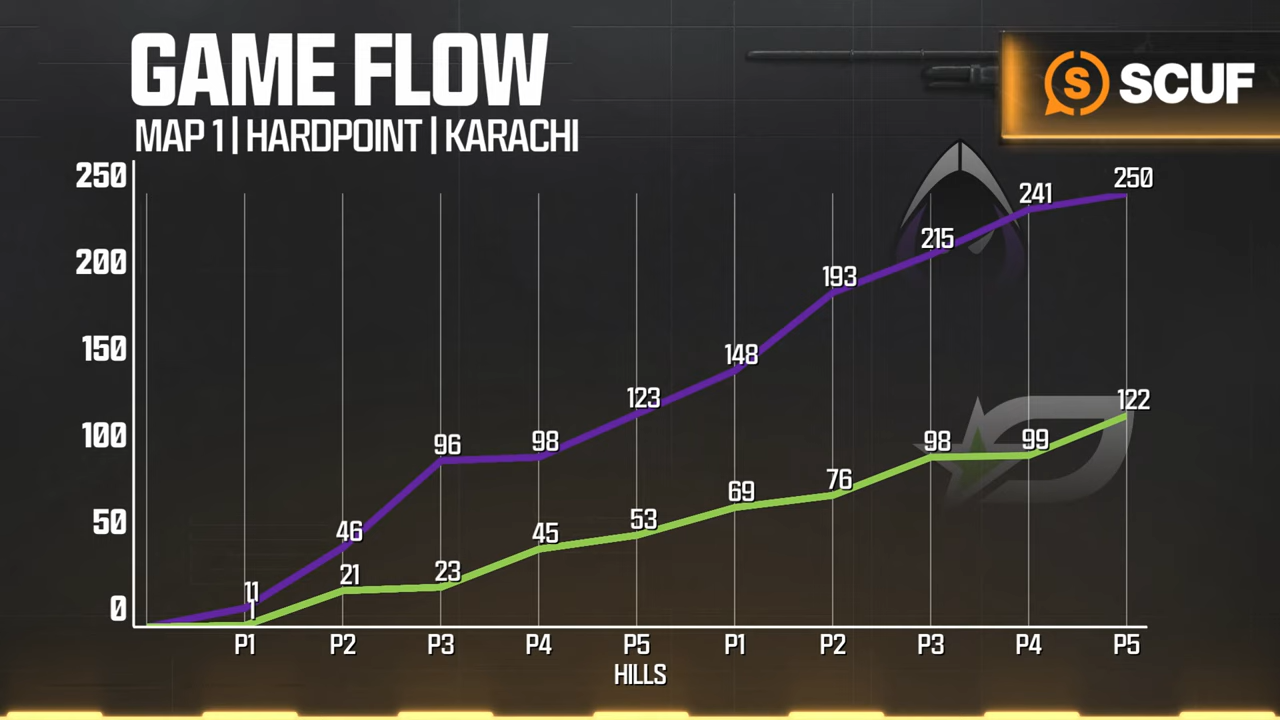 GAME FLOW
MAP 1 | HARDPOINT | KARACHI
S SCUF
250
200
150
100
50
0
11 46 96 98 123 148 193 215 241 250
1 21 23 45 53 69 76 98 99 122
P1 P2 P3 P4 P5 P1 P2 P3 P4 P5
HILLS